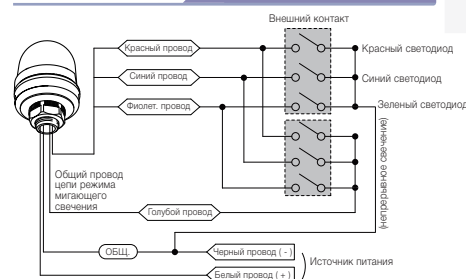 Внешний контакт
Красный провод
Красный светодиод
Синий провод
Синий светодиод
Фиолет. провод
Зеленый светодиод
(непрерывное свечение)
Общий провод
цепи режима
мигающего
свечения
Голубой провод
ОБЩ.
Черный провод ( - )
Источник питания
Белый провод ( + )